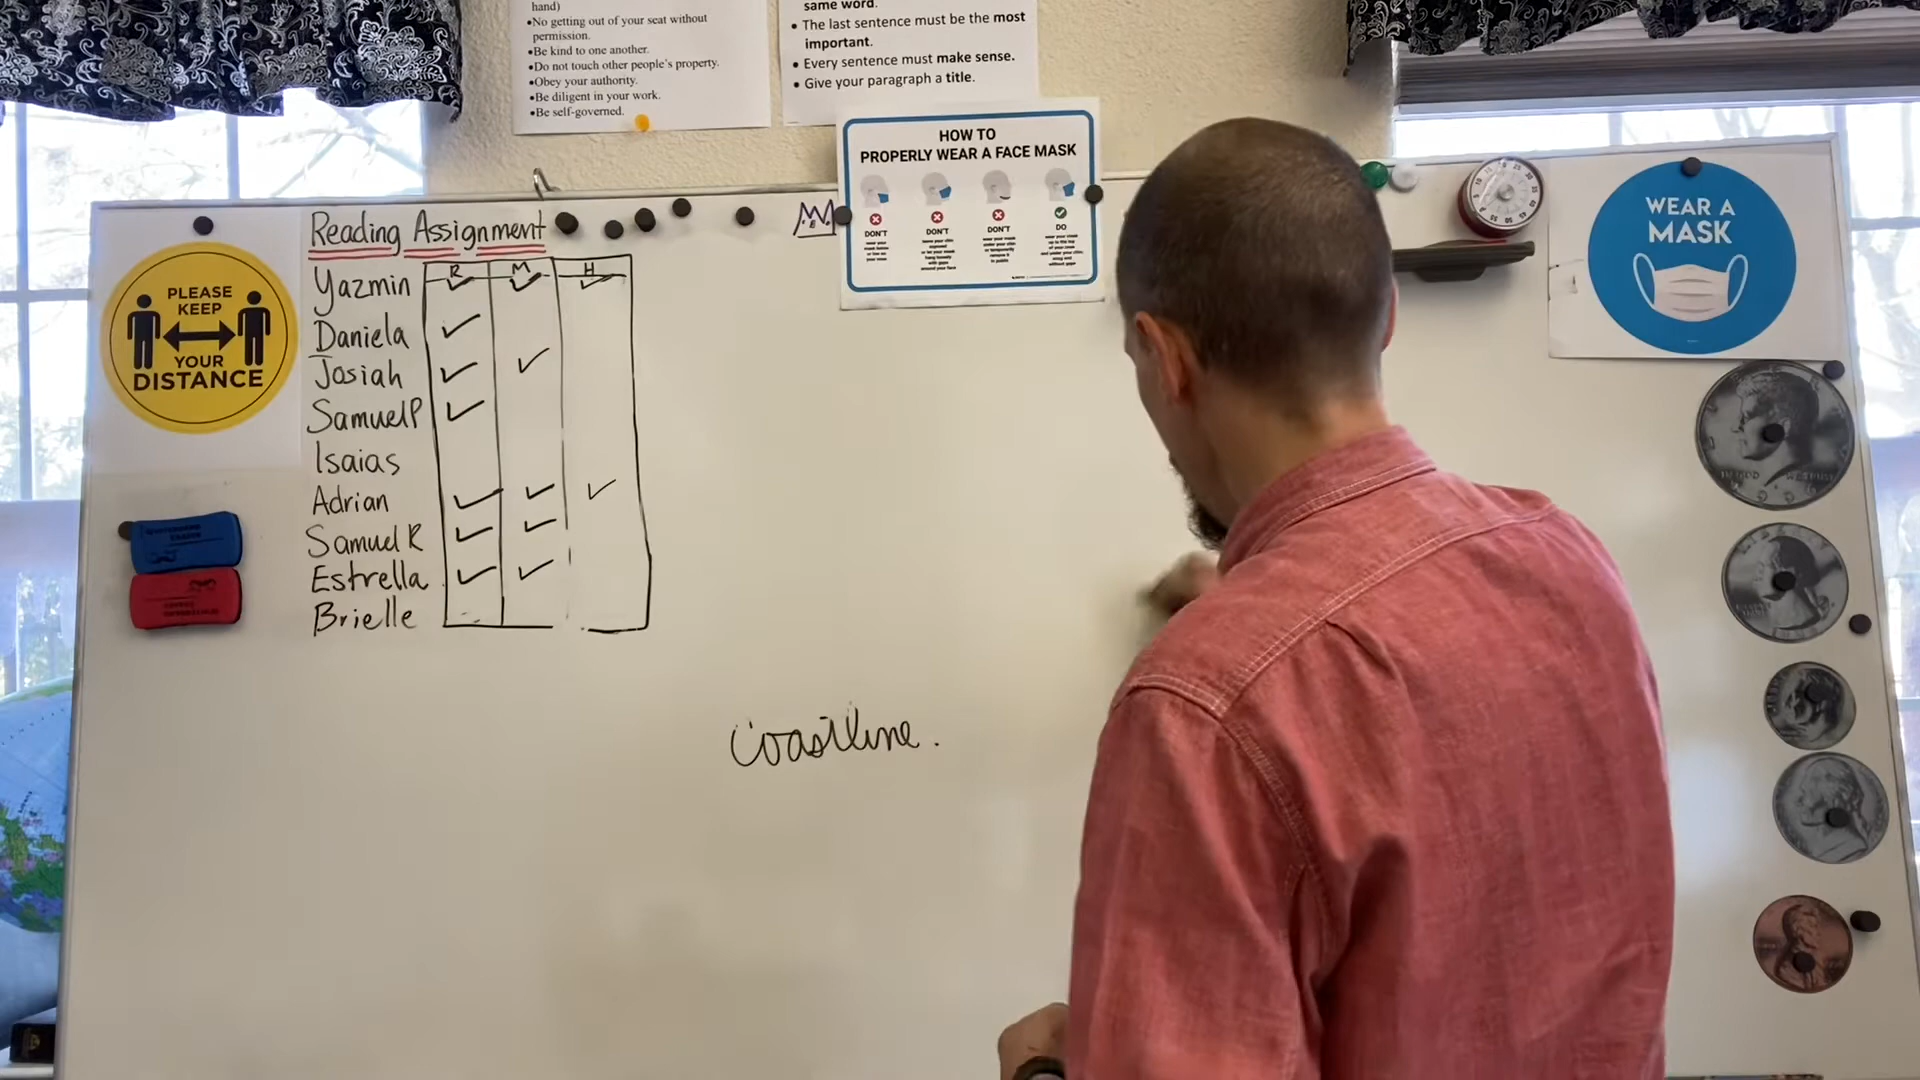 hand)
•No getting out of your seat without
permission.
•Be kind to one another.
•Do not touch other people's property.
•Obey your authority.
•Be diligent in your work.
•Be self-governed.
same word.
• The last sentence must be the most
important.
• Every sentence must make sense.
• Give your paragraph a title.
HOW TO
PROPERLY WEAR A FACE MASK
DON'T
DON'T
DON'T
DO
WEAR A
MASK
PLEASE
KEEP
YOUR
DISTANCE
Reading Assignment
R M H
Yazmin ✓ ✓ ✓
Daniela ✓
Josiah ✓ ✓
Samuel P ✓
Isaias
Adrian ✓ ✓ ✓
Samuel R ✓ ✓
Estrella ✓ ✓
Brielle
Coastline.